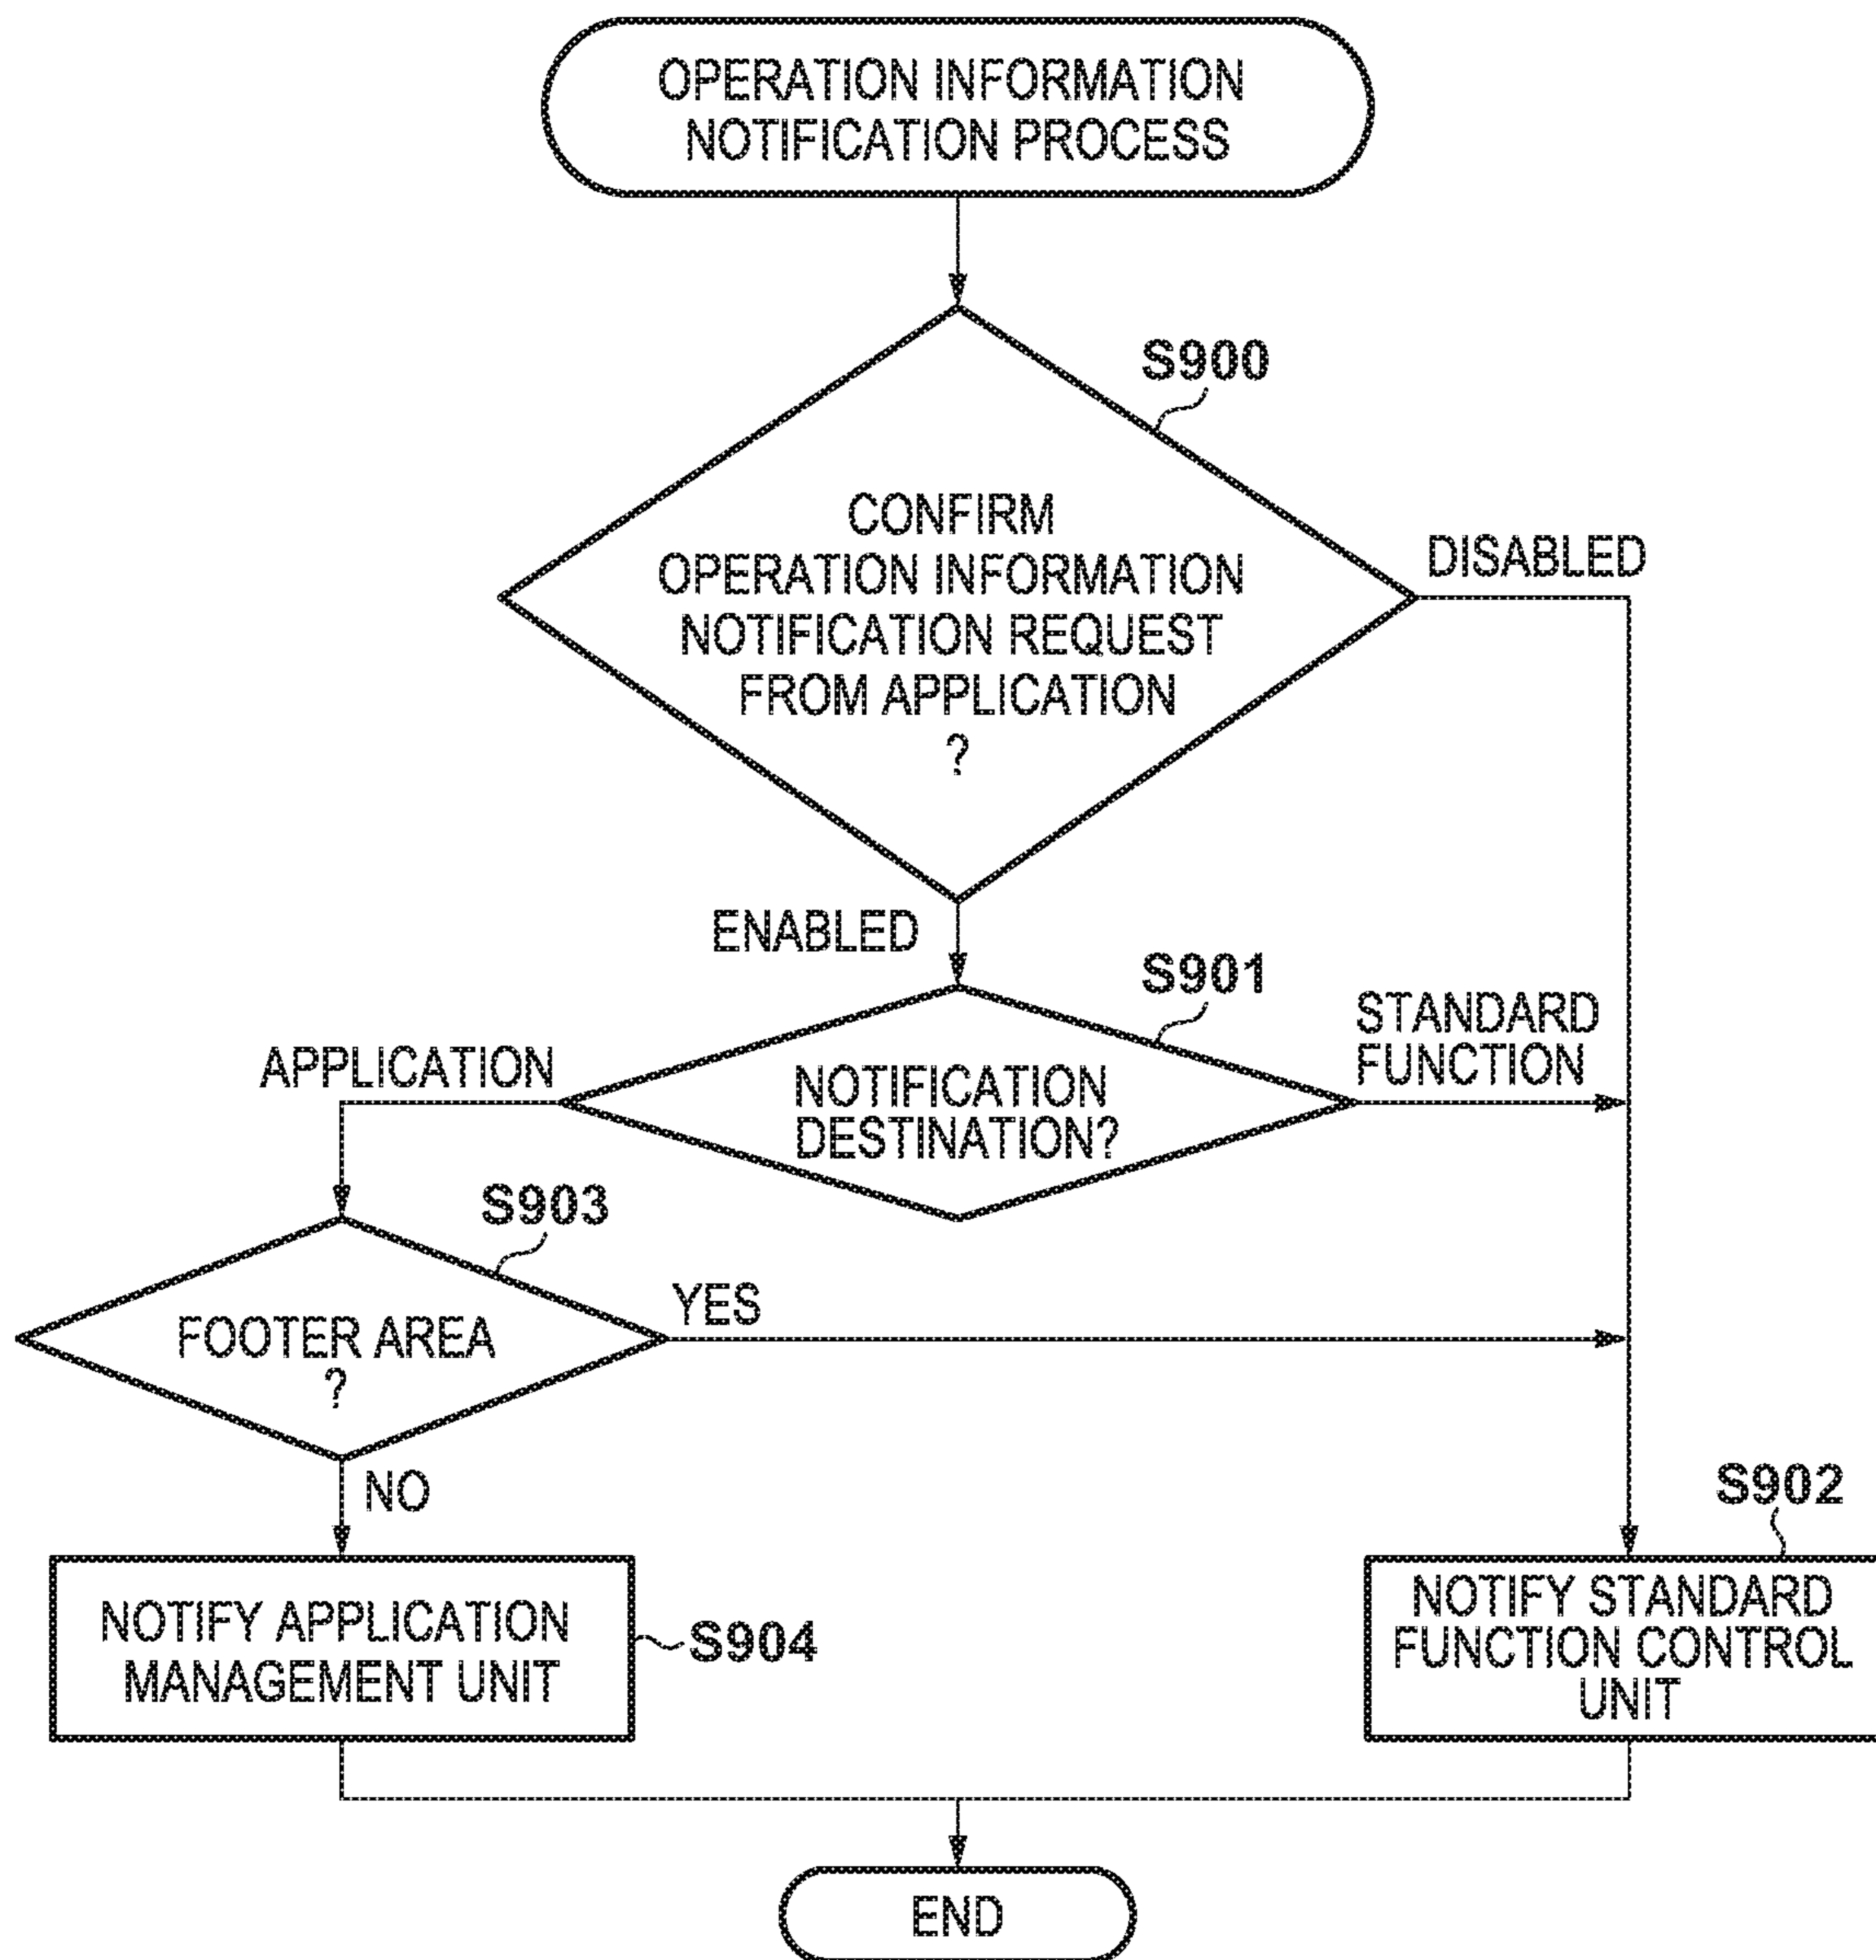 OPERATION INFORMATION
NOTIFICATION PROCESS
S900
CONFIRM
OPERATION INFORMATION
NOTIFICATION REQUEST
FROM APPLICATION
?
DISABLED
ENABLED
S901
STANDARD
FUNCTION
APPLICATION
NOTIFICATION
DESTINATION?
S903
YES
FOOTER AREA
?
NO
S902
NOTIFY APPLICATION
MANAGEMENT UNIT
S904
NOTIFY STANDARD
FUNCTION CONTROL
UNIT
END